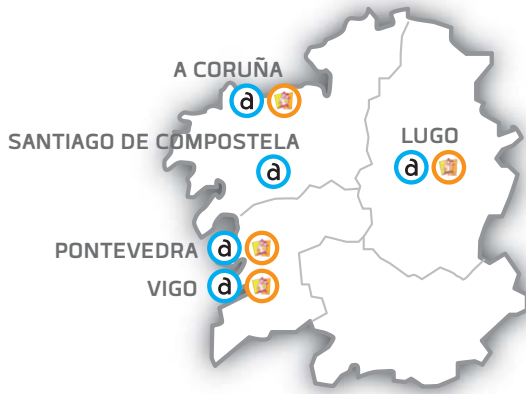 A CORUÑA
a
SANTIAGO DE COMPOSTELA
a
LUGO
a
PONTEVEDRA a
VIGO a